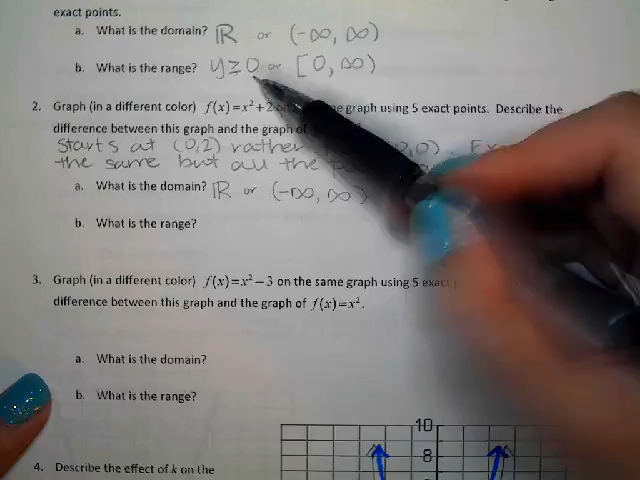 exact points.
a. What is the domain? ℝ or (-∞, ∞)
b. What is the range? y ≥ 0 or [0, ∞)
2. Graph (in a different color) f(x)=x²+2 graph using 5 exact points. Describe the
difference between this graph and the graph of
starts at (0,2) rather ,0).
the same but all the
a. What is the domain? ℝ or (-∞, ∞)
b. What is the range?
3. Graph (in a different color) f(x)=x²−3 on the same graph using 5 exact
difference between this graph and the graph of f(x)=x².
a. What is the domain?
b. What is the range?
10
8
4. Describe the effect of k on the